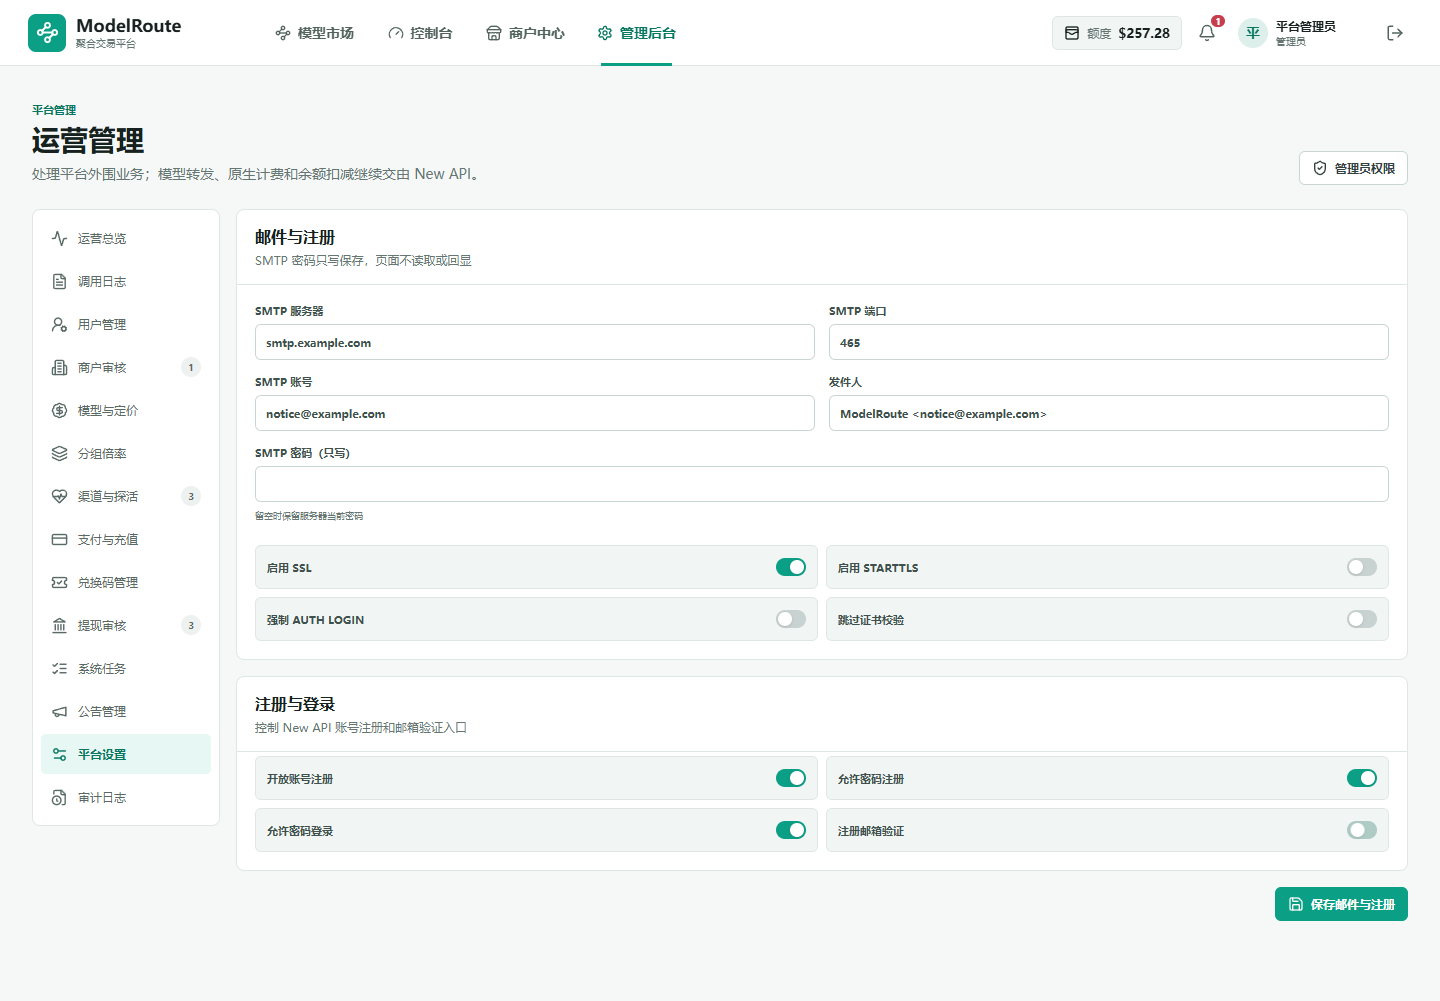 ModelRoute
聚合交易平台
模型市场
控制台
商户中心
管理后台
额度 $257.28
1
平
平台管理员
管理员
平台管理
运营管理
处理平台外围业务；模型转发、原生计费和余额扣减继续交由 New API。
管理员权限
运营总览
调用日志
用户管理
商户审核 1
模型与定价
分组倍率
渠道与探活 3
支付与充值
兑换码管理
提现审核 3
系统任务
公告管理
平台设置
审计日志
邮件与注册
SMTP 密码只写保存，页面不读取或回显
SMTP 服务器
smtp.example.com
SMTP 端口
465
SMTP 账号
notice@example.com
发件人
ModelRoute <notice@example.com>
SMTP 密码（只写）
留空时保留服务器当前密码
启用 SSL
启用 STARTTLS
强制 AUTH LOGIN
跳过证书校验
注册与登录
控制 New API 账号注册和邮箱验证入口
开放账号注册
允许密码注册
允许密码登录
注册邮箱验证
保存邮件与注册